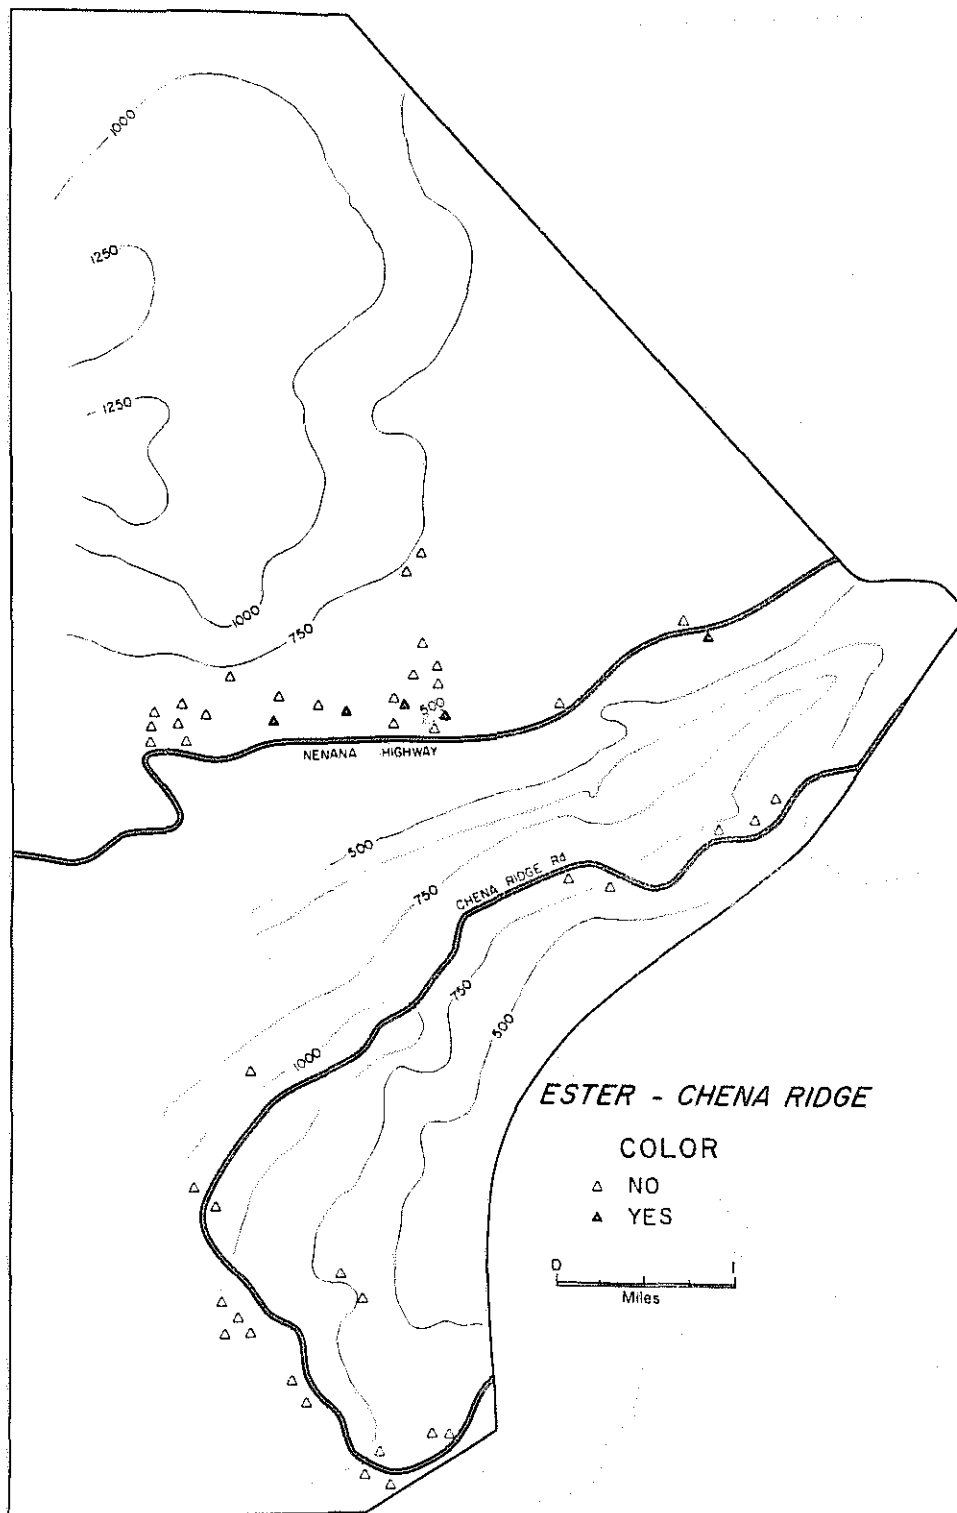 1000
1250
1250
1000
750
500
NENANA HIGHWAY
500
750
CHENA RIDGE Rd
750
500
1000
ESTER - CHENA RIDGE
COLOR
NO
YES
0 1
Miles